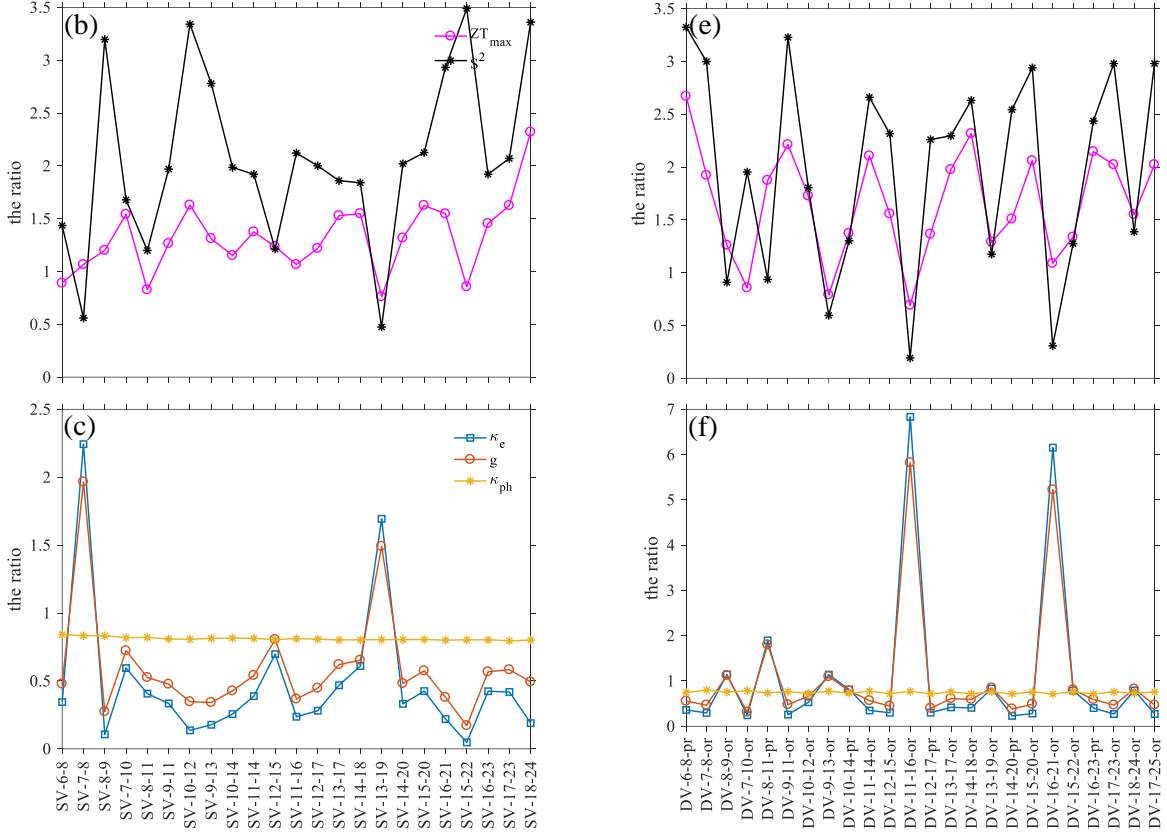 (b)
the ratio
3.5
3
2.5
2
1.5
1
0.5
0
ZT max
S2
(e)
the ratio
3.5
3
2.5
2
1.5
1
0.5
0
(c)
the ratio
2.5
2
1.5
1
0.5
0
κe
g
κph
SV-6-8
SV-7-8
SV-8-9
SV-7-10
SV-8-11
SV-9-11
SV-10-12
SV-9-13
SV-10-14
SV-11-14
SV-12-15
SV-11-16
SV-12-17
SV-13-17
SV-14-18
SV-13-19
SV-14-20
SV-15-20
SV-16-21
SV-15-22
SV-16-23
SV-17-23
SV-18-24
(f)
the ratio
7
6
5
4
3
2
1
0
DV-6-8-pr
DV-7-8-or
DV-8-9-or
DV-7-10-or
DV-8-11-pr
DV-9-11-or
DV-10-12-or
DV-9-13-or
DV-10-14-pr
DV-11-14-or
DV-12-15-or
DV-11-16-or
DV-12-17-pr
DV-13-17-or
DV-14-18-or
DV-13-19-or
DV-14-20-pr
DV-15-20-or
DV-16-21-or
DV-15-22-or
DV-16-23-pr
DV-17-23-or
DV-18-24-or
DV-17-25-or